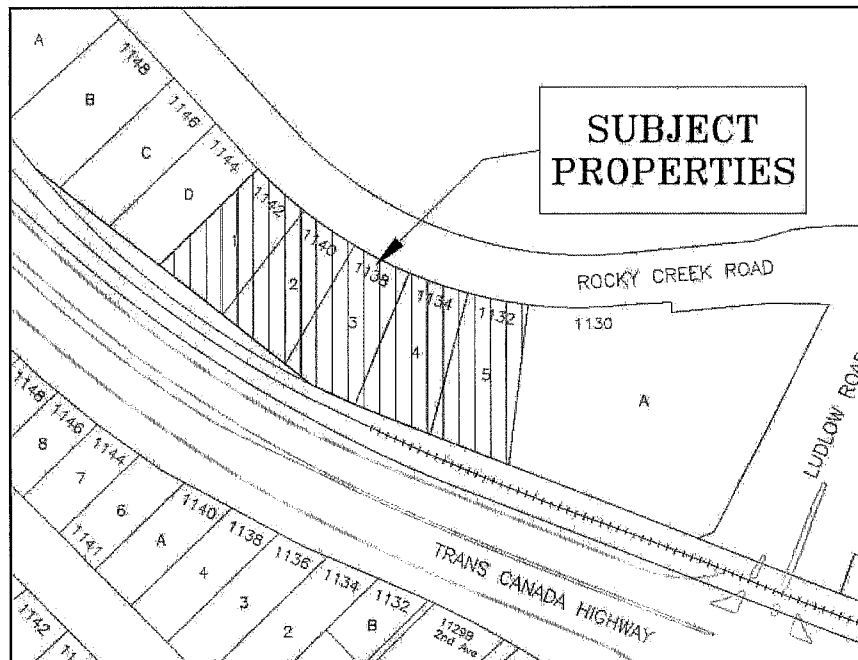 A
1148
B
1146
C
1144
D
1142
1
1140
2
1138
3
1134
4
1132
5
SUBJECT
PROPERTIES
ROCKY CREEK ROAD
1130
A
LUDLOW ROAD
TRANS CANADA HIGHWAY
1148
8
1146
7
1144
6
1141
A
1140
4
1138
3
1136
2
1134
1132
B
1129B
2nd Ave
1142